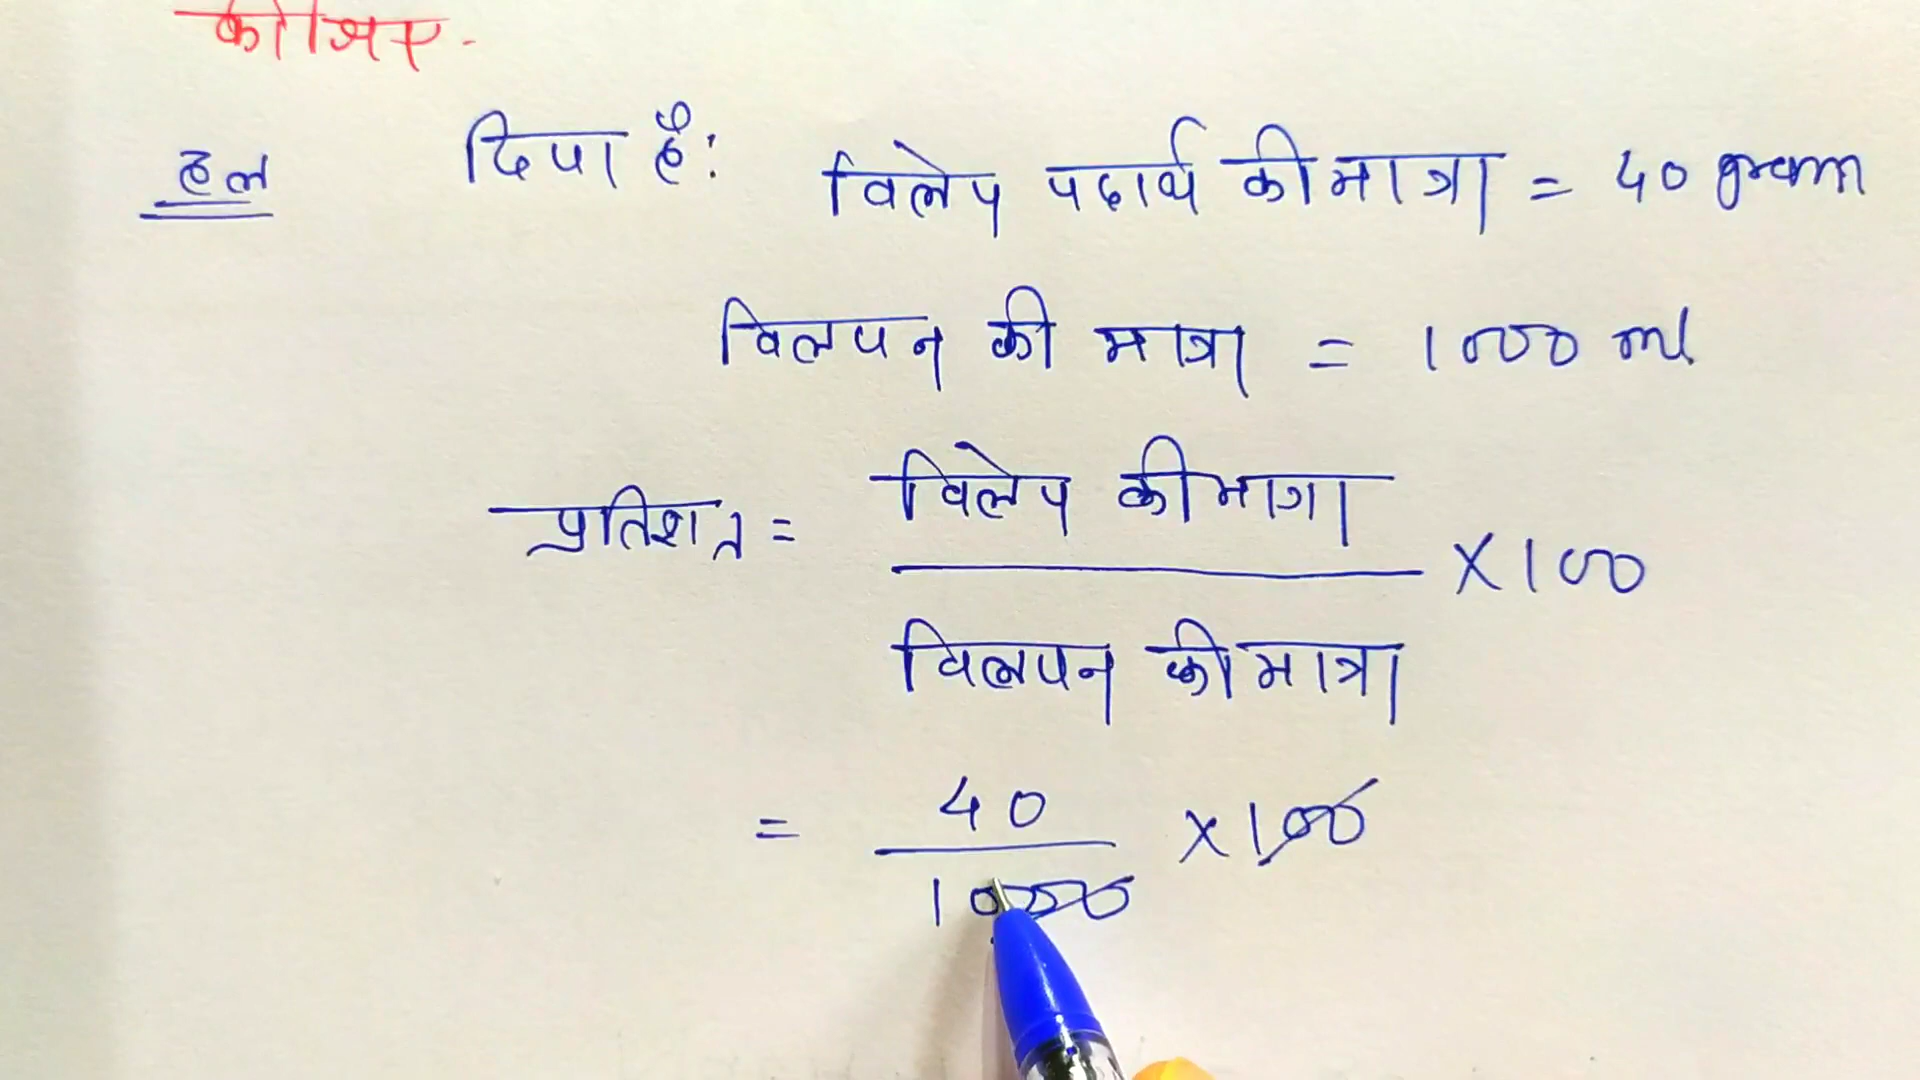 कीजिए -
हल दिया है: विलेय पदार्थ की मात्रा = 40 gram
विलयन की मात्रा = 1000 ml
प्रतिशत = विलेय की मात्रा / विलयन की मात्रा × 100
= 40 / 1000 × 100